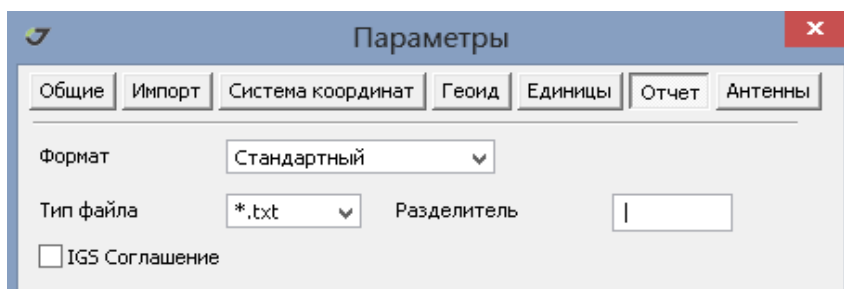 Параметры
Общие Импорт Система координат Геоид Единицы Отчет Антенны
Формат Стандартный
Тип файла *.txt Разделитель |
IGS Соглашение